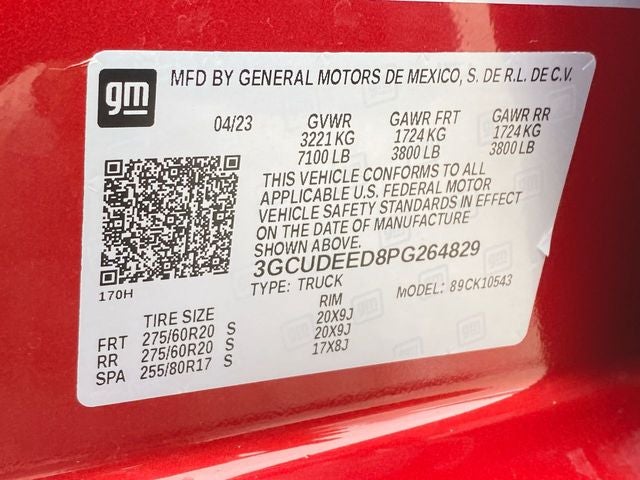 gm
MFD BY GENERAL MOTORS DE MEXICO, S. DE R.L. DE C.V.
04/23 GVWR GAWR FRT GAWR RR
3221 KG 1724 KG 1724 KG
7100 LB 3800 LB 3800 LB
THIS VEHICLE CONFORMS TO ALL
APPLICABLE U.S. FEDERAL MOTOR
VEHICLE SAFETY STANDARDS IN EFFECT
ON THE DATE OF MANUFACTURE
SHOWN ABOVE.
3GCUDEED8PG264829
170H
TYPE: TRUCK MODEL: 89CK10543
TIRE SIZE RIM
FRT 275/60R20 S 20X9J
RR 275/60R20 S 20X9J
SPA 255/80R17 S 17X8J